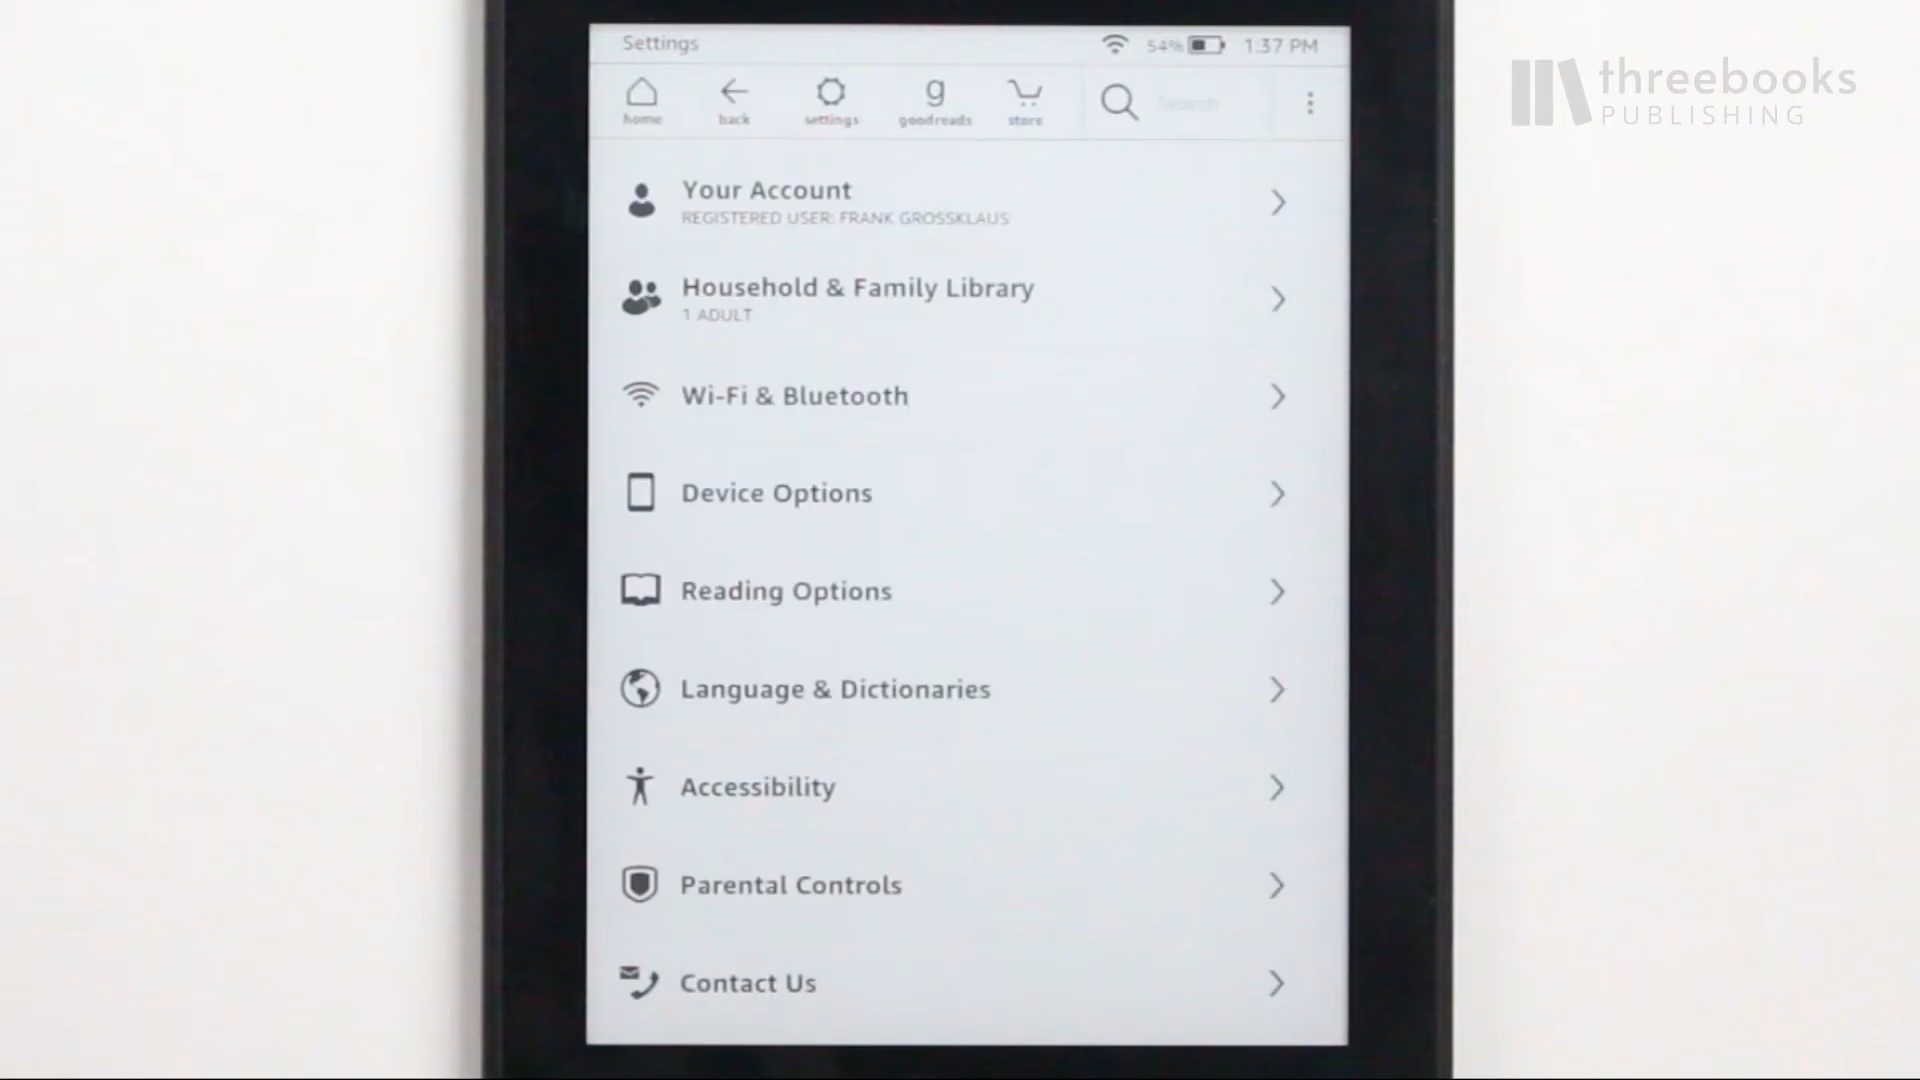 Settings
54% 1:37 PM
home back settings goodreads store Search
threebooks
PUBLISHING
Your Account
REGISTERED USER: FRANK GROSSKLAUS
Household & Family Library
1 ADULT
Wi-Fi & Bluetooth
Device Options
Reading Options
Language & Dictionaries
Accessibility
Parental Controls
Contact Us